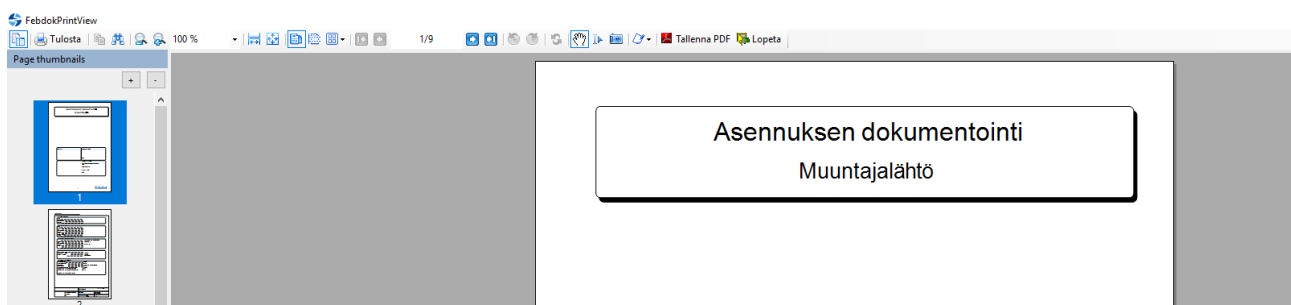 FebdokPrintView
Tulosta 100 % 1/9 Tallenna PDF Lopeta
Page thumbnails
+ -
Asennuksen dokumentointi
Muuntajalähtö
1
2